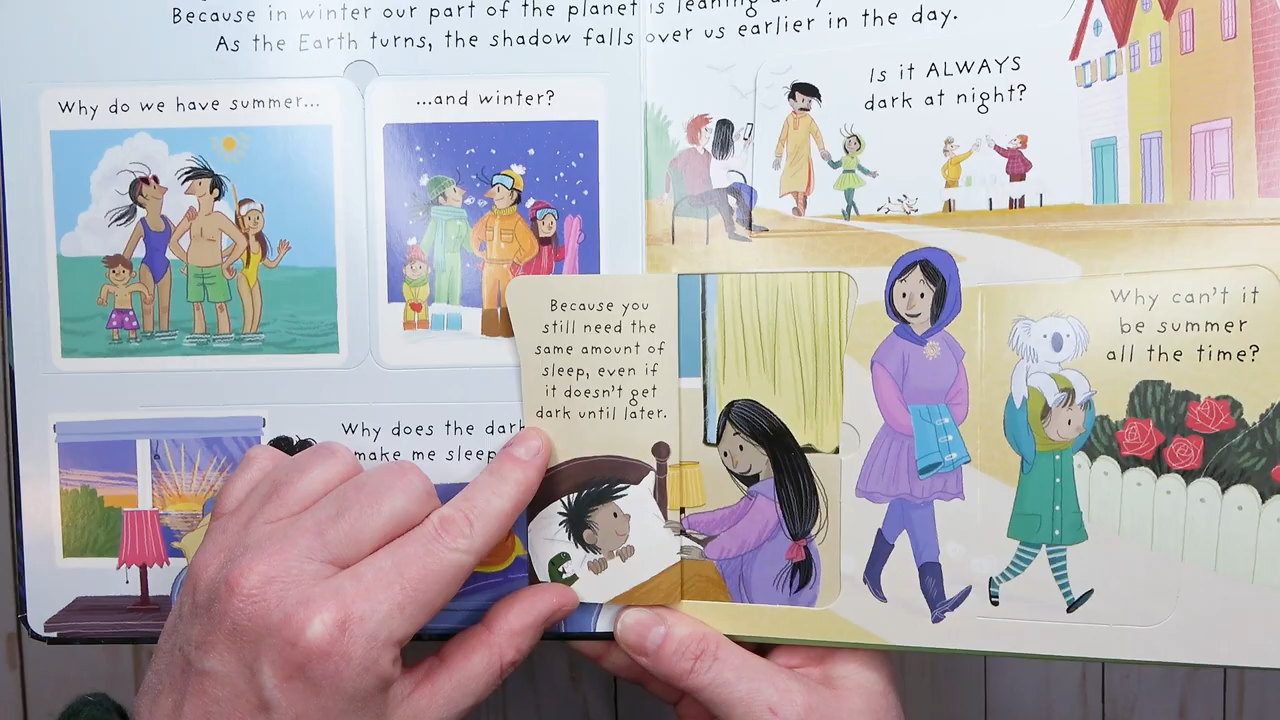 Because in winter our part of the planet is leaning
As the Earth turns, the shadow falls over us earlier in the day.
Why do we have summer...
...and winter?
Is it ALWAYS
dark at night?
Because you
still need the
same amount of
sleep, even if
it doesn't get
dark until later.
Why can't it
be summer
all the time?
Why does the dark
make me sleep